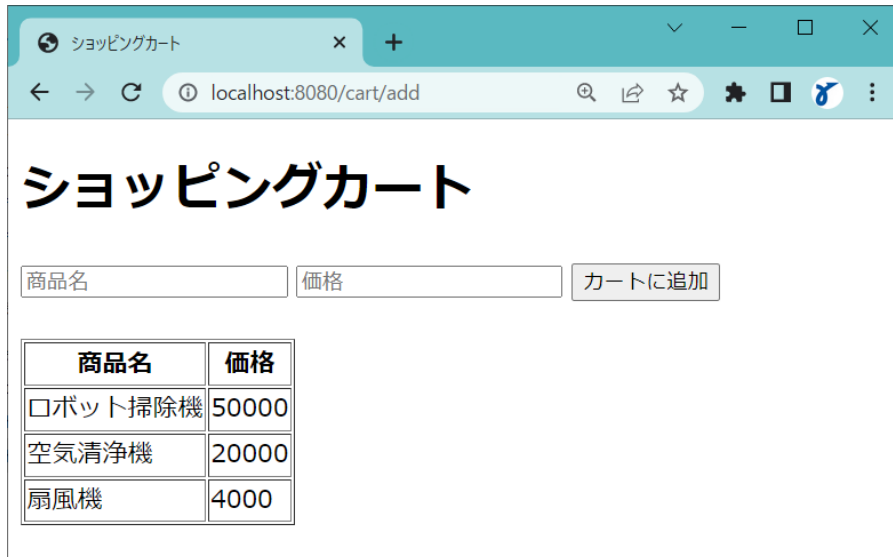 ショッピングカート
localhost:8080/cart/add
ショッピングカート
商品名 価格 カートに追加
商品名 価格
ロボット掃除機 50000
空気清浄機 20000
扇風機 4000